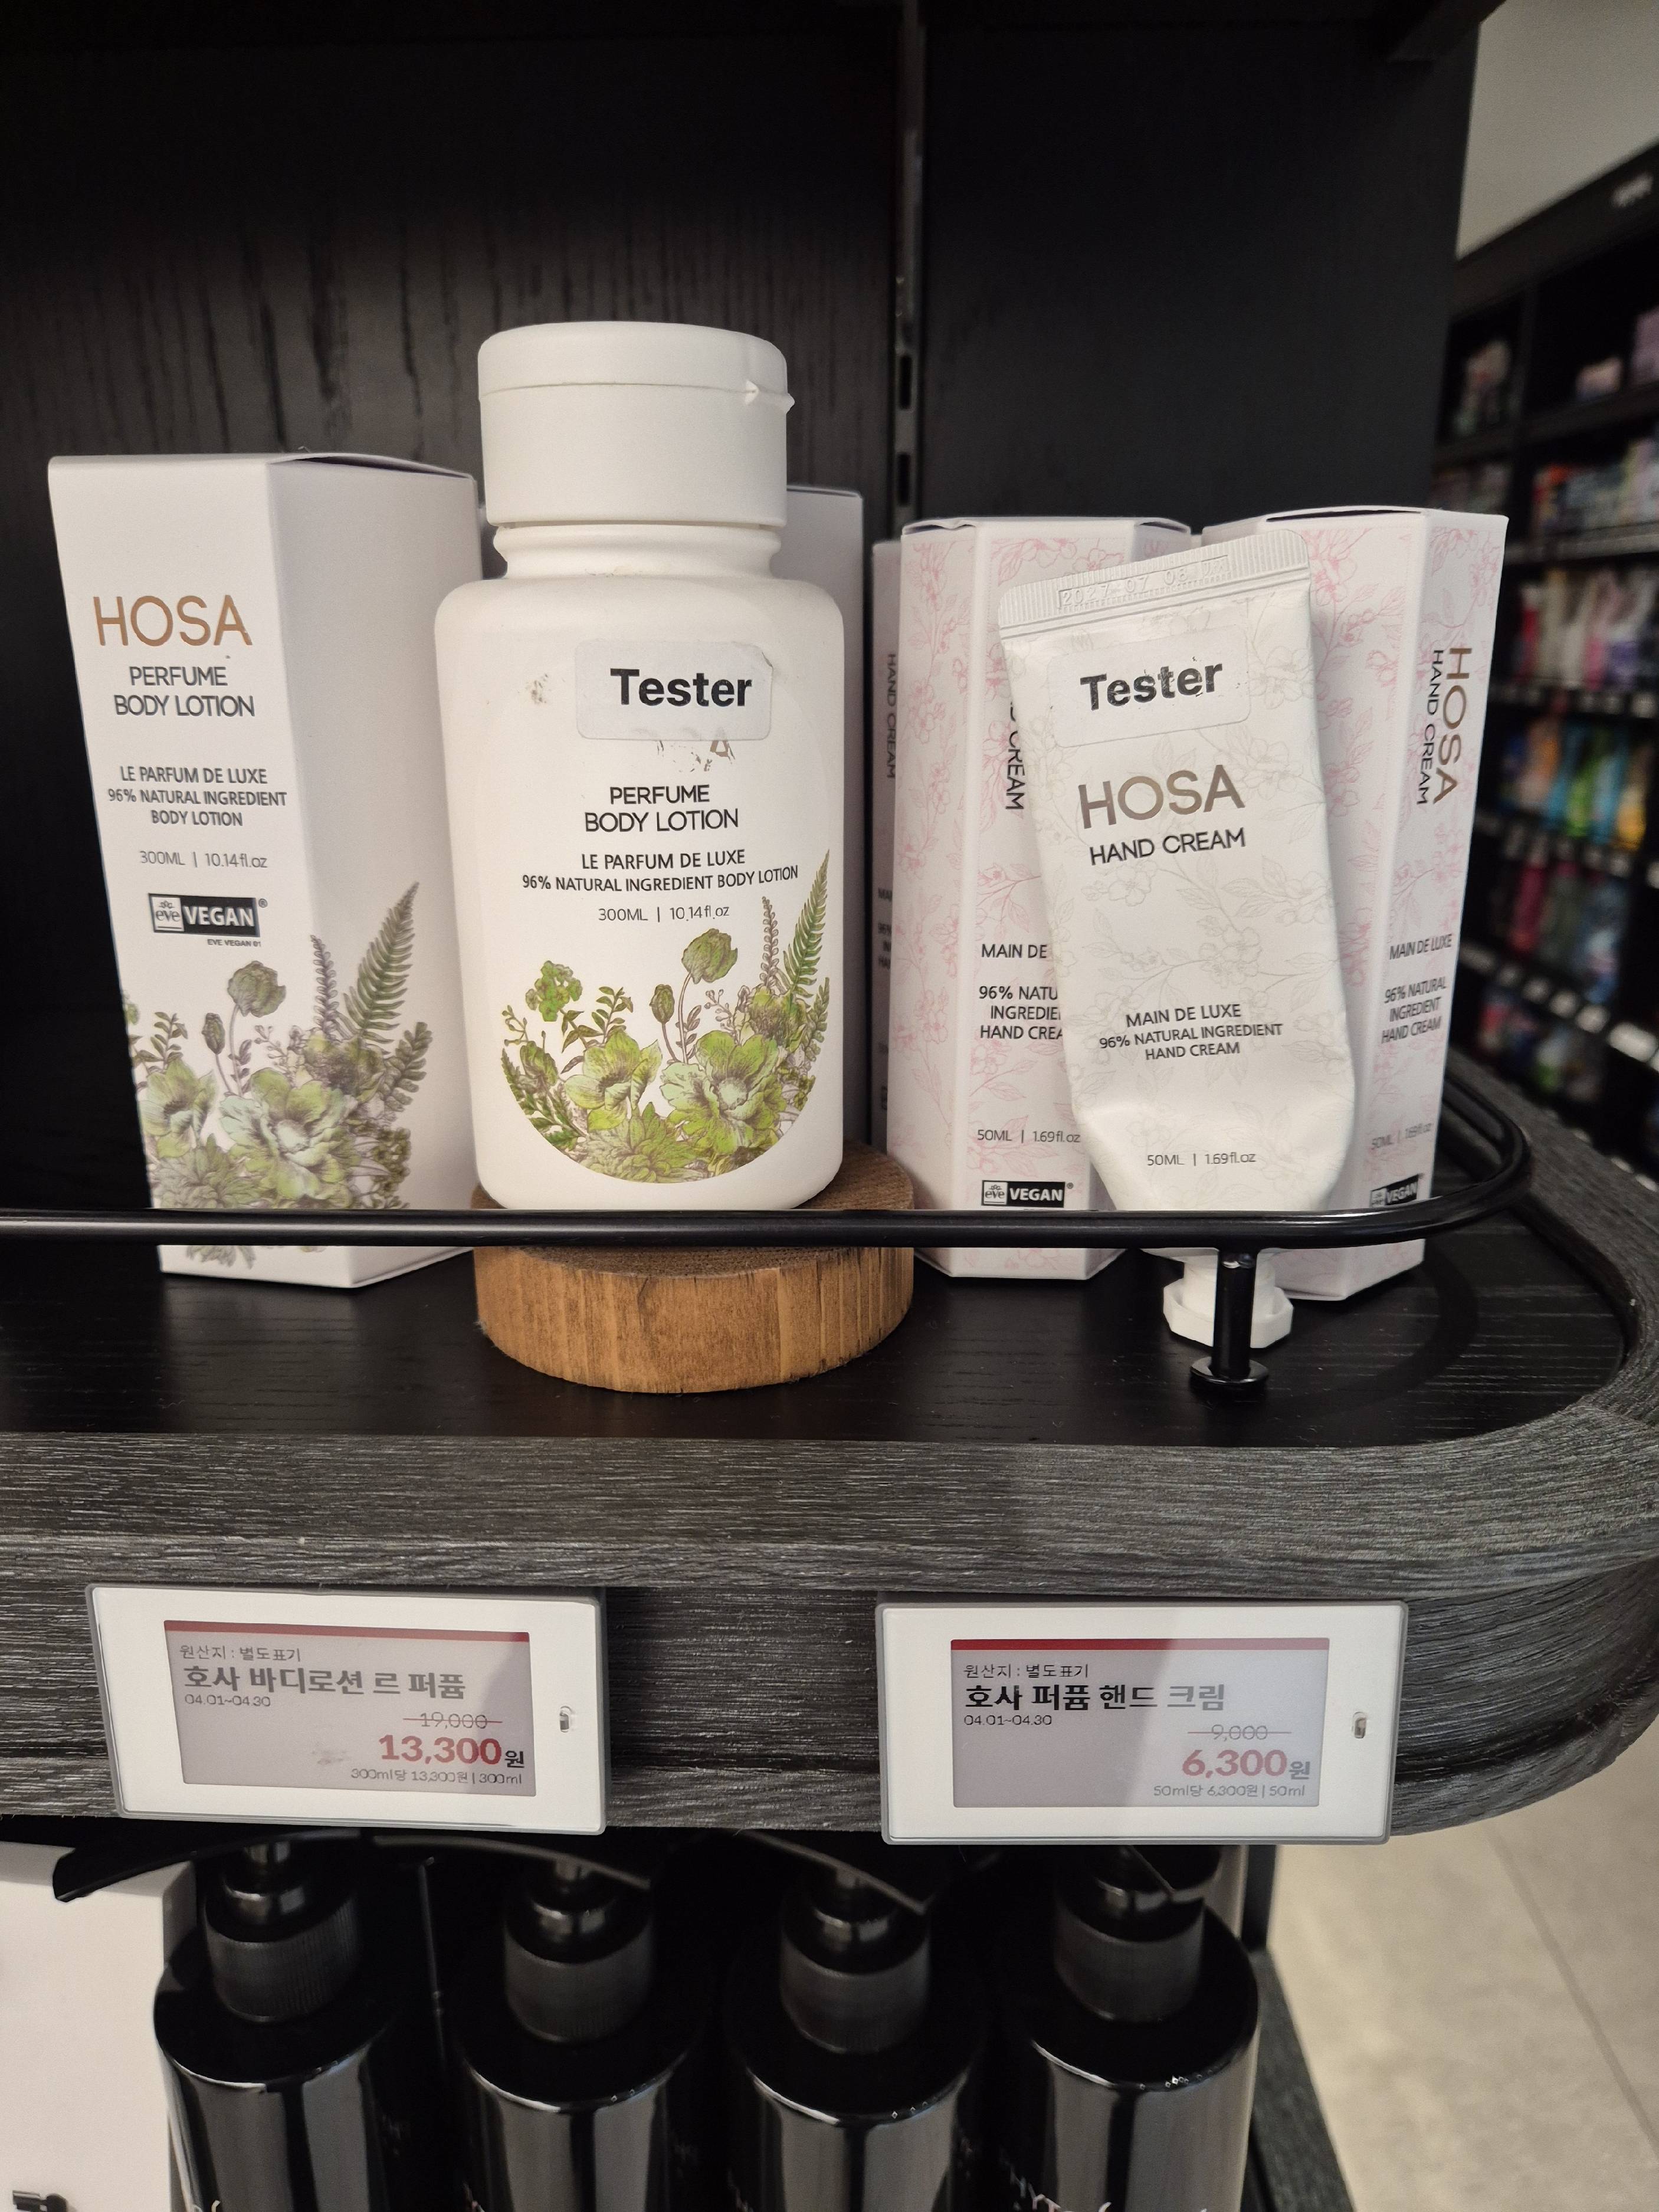 HOSA
PERFUME
BODY LOTION
LE PARFUM DE LUXE
96% NATURAL INGREDIENT
BODY LOTION
300ML | 10.14fl.oz
eve VEGAN®
EVE VEGAN 01
Tester
PERFUME
BODY LOTION
LE PARFUM DE LUXE
96% NATURAL INGREDIENT BODY LOTION
300ML | 10.14fl.oz
HAND CREAM
CREAM
MAIN DE
96% NATU
INGREDIE
HAND CREA
50ML | 1.69fl.oz
eve VEGAN
Tester
HOSA
HAND CREAM
MAIN DE LUXE
96% NATURAL INGREDIENT
HAND CREAM
50ML | 1.69fl.oz
HOSA
HAND CREAM
MAIN DE LUXE
96% NATURAL
INGREDIENT
HAND CREAM
50ML | 1.69fl.oz
eve VEGAN
원산지 : 별도표기
호사 바디로션 르 퍼퓸
04.01~04.30
19,000
13,300원
300ml당 13,300원 | 300ml
원산지 : 별도표기
호사 퍼퓸 핸드 크림
04.01~04.30
9,000
6,300원
50ml당 6,300원 | 50ml